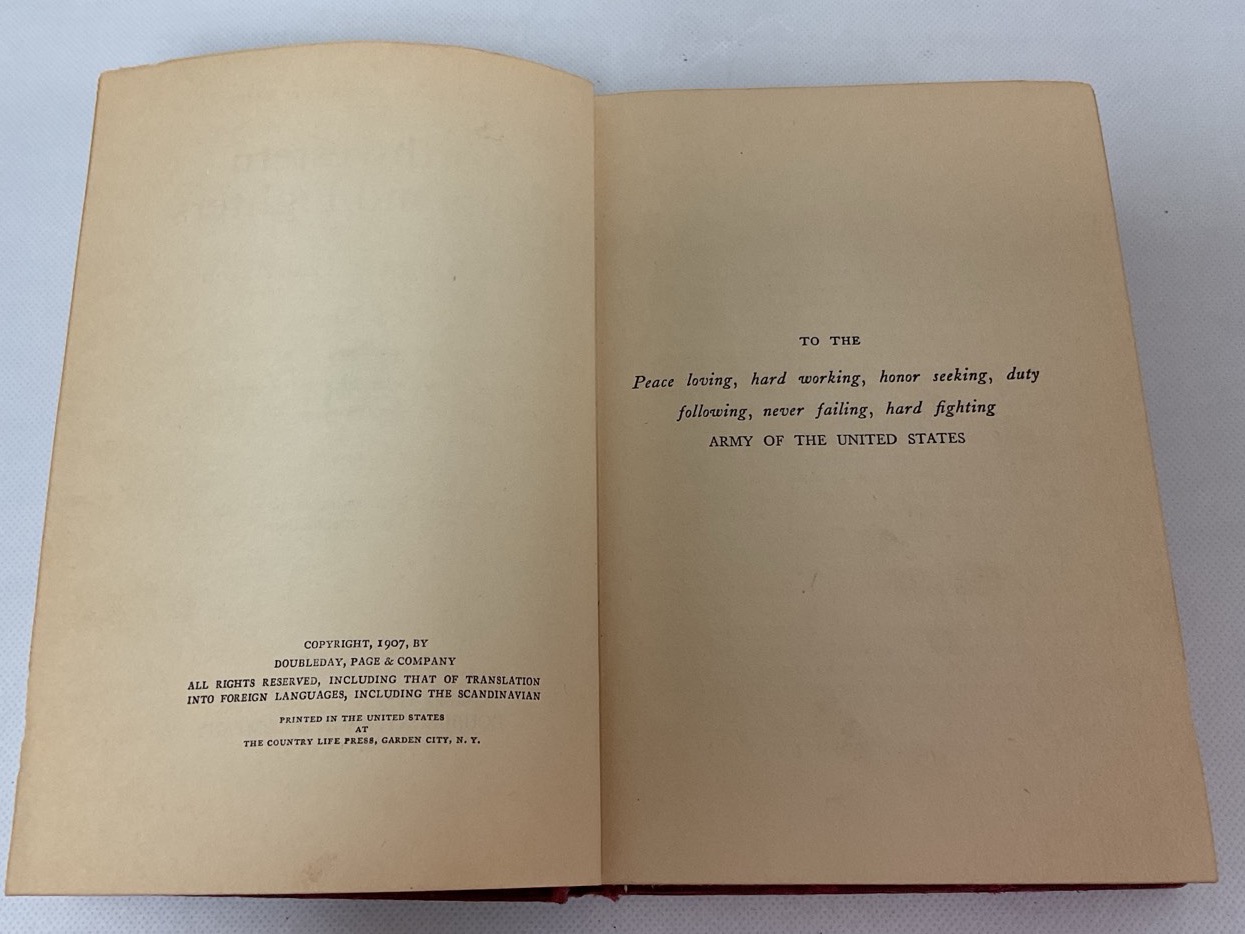 COPYRIGHT, 1907, BY
DOUBLEDAY, PAGE & COMPANY
ALL RIGHTS RESERVED, INCLUDING THAT OF TRANSLATION
INTO FOREIGN LANGUAGES, INCLUDING THE SCANDINAVIAN
PRINTED IN THE UNITED STATES
AT
THE COUNTRY LIFE PRESS, GARDEN CITY, N. Y.
TO THE
Peace loving, hard working, honor seeking, duty
following, never failing, hard fighting
ARMY OF THE UNITED STATES